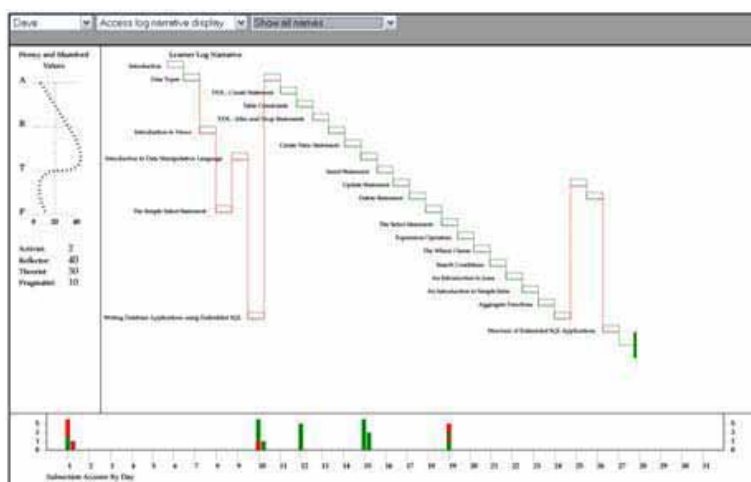 Dave
Access log narrative display
Show all names
Honey and Mumford
Values
Learner Log Narrative
Introduction
Data Types
A
DDL: Create Statement
Table Constraints
DDL: Alter and Drop Statements
R
Introduction to Views
Create View Statement
Introduction to Data Manipulation Language
Insert Statement
T
Update Statement
Delete Statement
P
The Simple Select Statement
0 20 40
The Select Statement
Expression Operators
The Where Clause
Search Conditions
An Introduction to Joins
An Introduction to Simple Joins
Aggregate Functions
Activist: 2
Reflector: 40
Theorist: 50
Pragmatist: 10
Writing Database Applications using Embedded SQL
Structure of Embedded SQL Applications
1 2 3 4 5 6 7 8 9 10 11 12 13 14 15 16 17 18 19 20 21 22 23 24 25 26 27 28 29 30 31
Subsection Access By Day